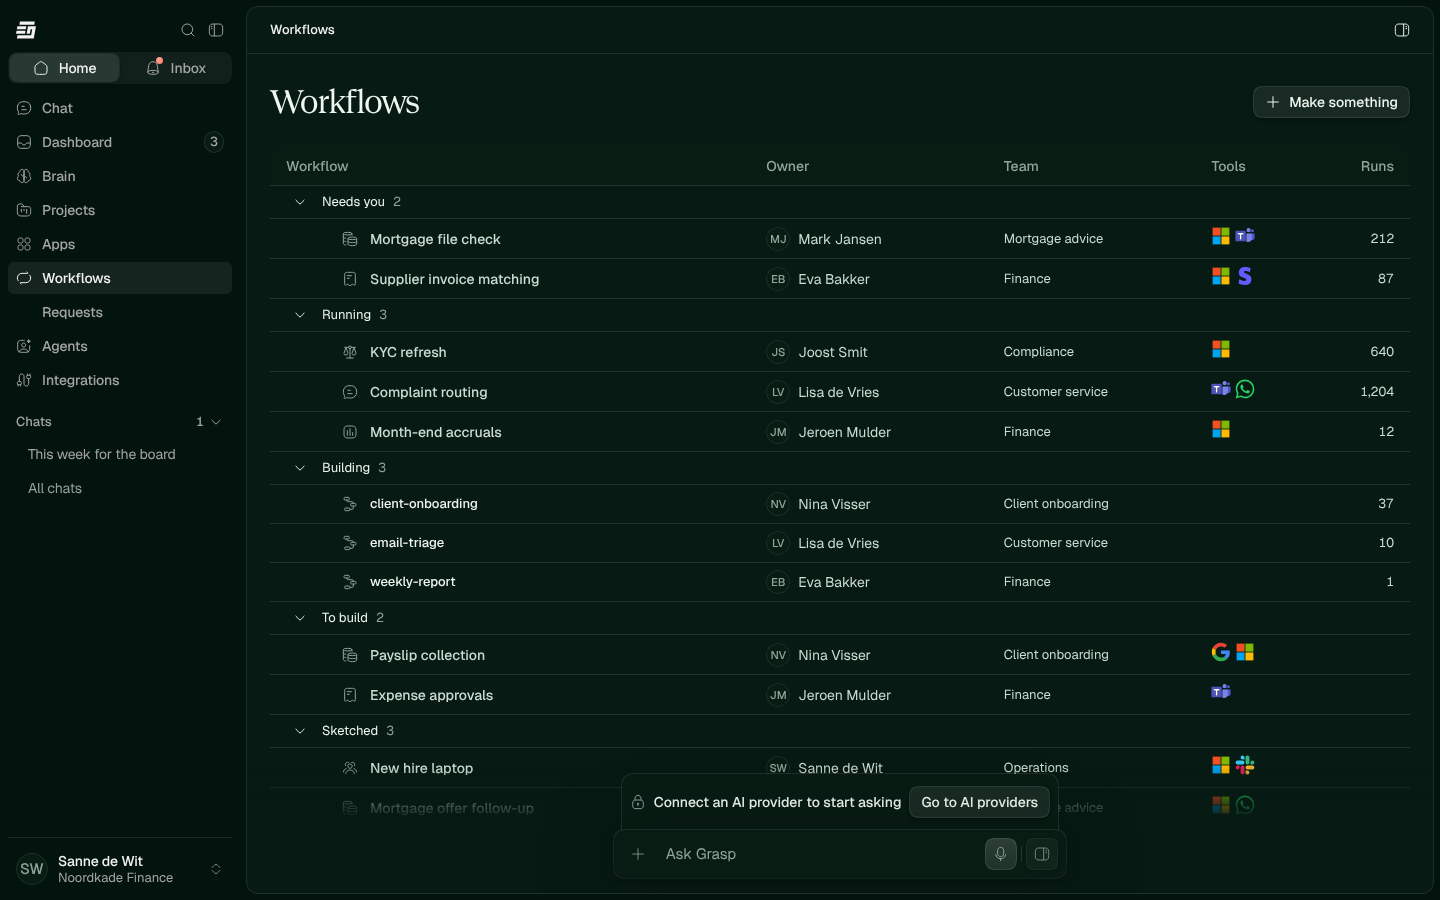 Home
Inbox
Chat
Dashboard 3
Brain
Projects
Apps
Workflows
Requests
Agents
Integrations
Chats 1
This week for the board
All chats
SW Sanne de Wit
Noordkade Finance
Workflows
Workflows
Make something
Workflow Owner Team Tools Runs
Needs you 2
Mortgage file check MJ Mark Jansen Mortgage advice 212
Supplier invoice matching EB Eva Bakker Finance 87
Running 3
KYC refresh JS Joost Smit Compliance 640
Complaint routing LV Lisa de Vries Customer service 1,204
Month-end accruals JM Jeroen Mulder Finance 12
Building 3
client-onboarding NV Nina Visser Client onboarding 37
email-triage LV Lisa de Vries Customer service 10
weekly-report EB Eva Bakker Finance 1
To build 2
Payslip collection NV Nina Visser Client onboarding
Expense approvals JM Jeroen Mulder Finance
Sketched 3
New hire laptop SW Sanne de Wit Operations
Mortgage offer follow-up advice
Connect an AI provider to start asking Go to AI providers
Ask Grasp